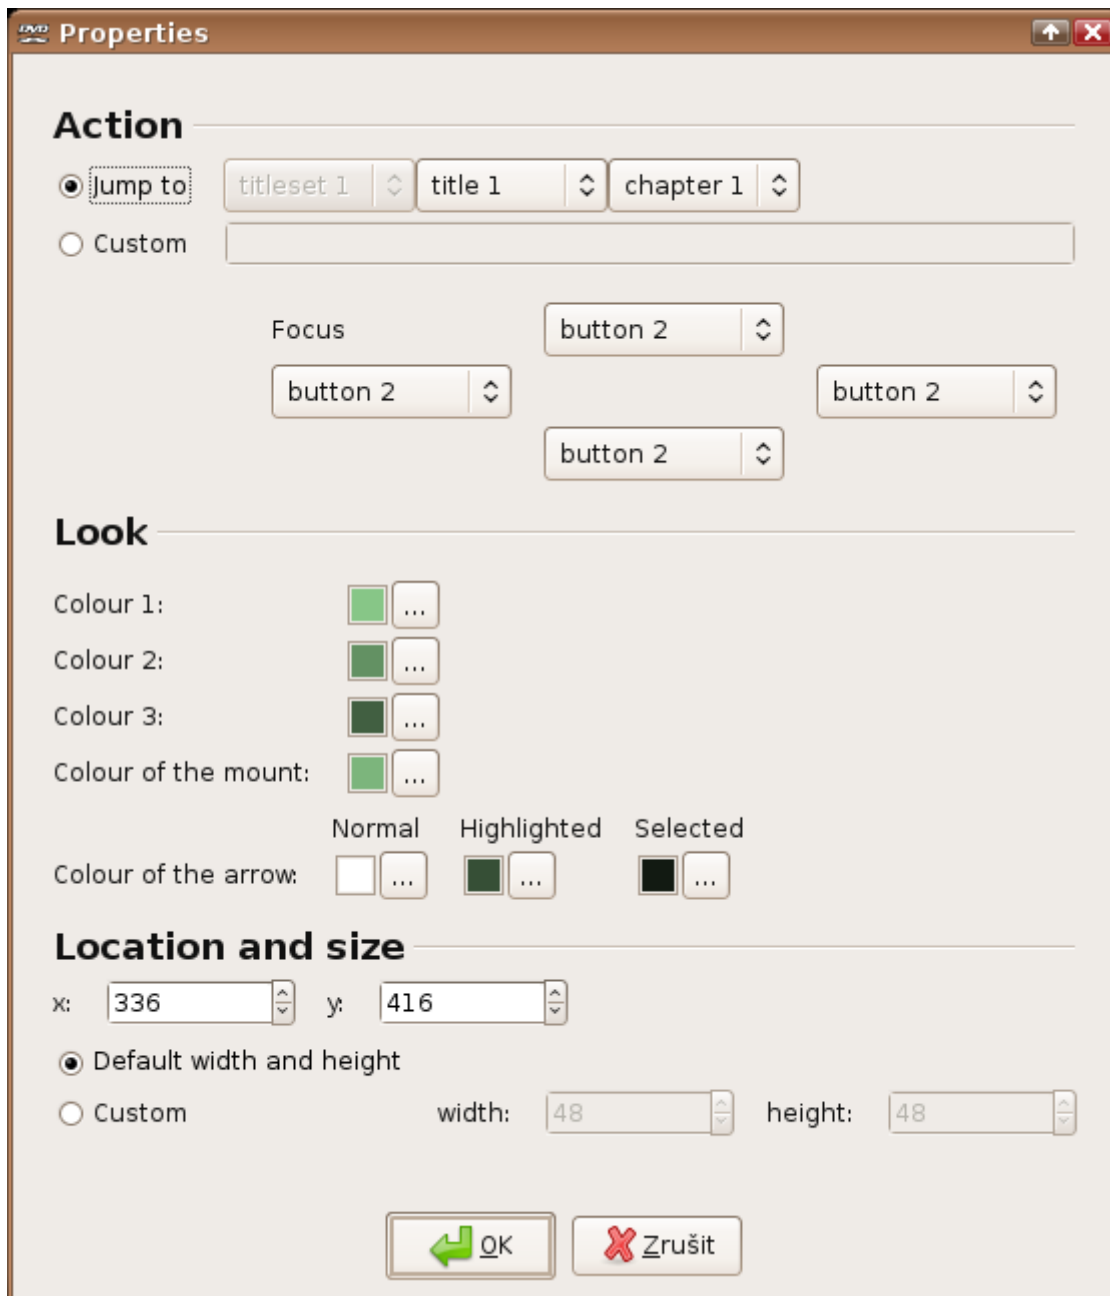 DVD Properties
Action
Jump to titleset 1 title 1 chapter 1
Custom
Focus button 2
button 2 button 2
button 2
Look
Colour 1: ...
Colour 2: ...
Colour 3: ...
Colour of the mount: ...
Normal Highlighted Selected
Colour of the arrow: ... ... ...
Location and size
x: 336 y: 416
Default width and height
Custom width: 48 height: 48
OK Zrušit